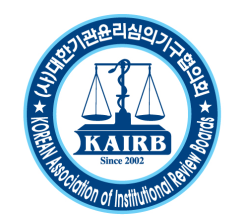 (사)대한기관윤리심의기구협의회
KAIRB
Since 2002
★ KOREAN Association of Institutional Review Boards ★